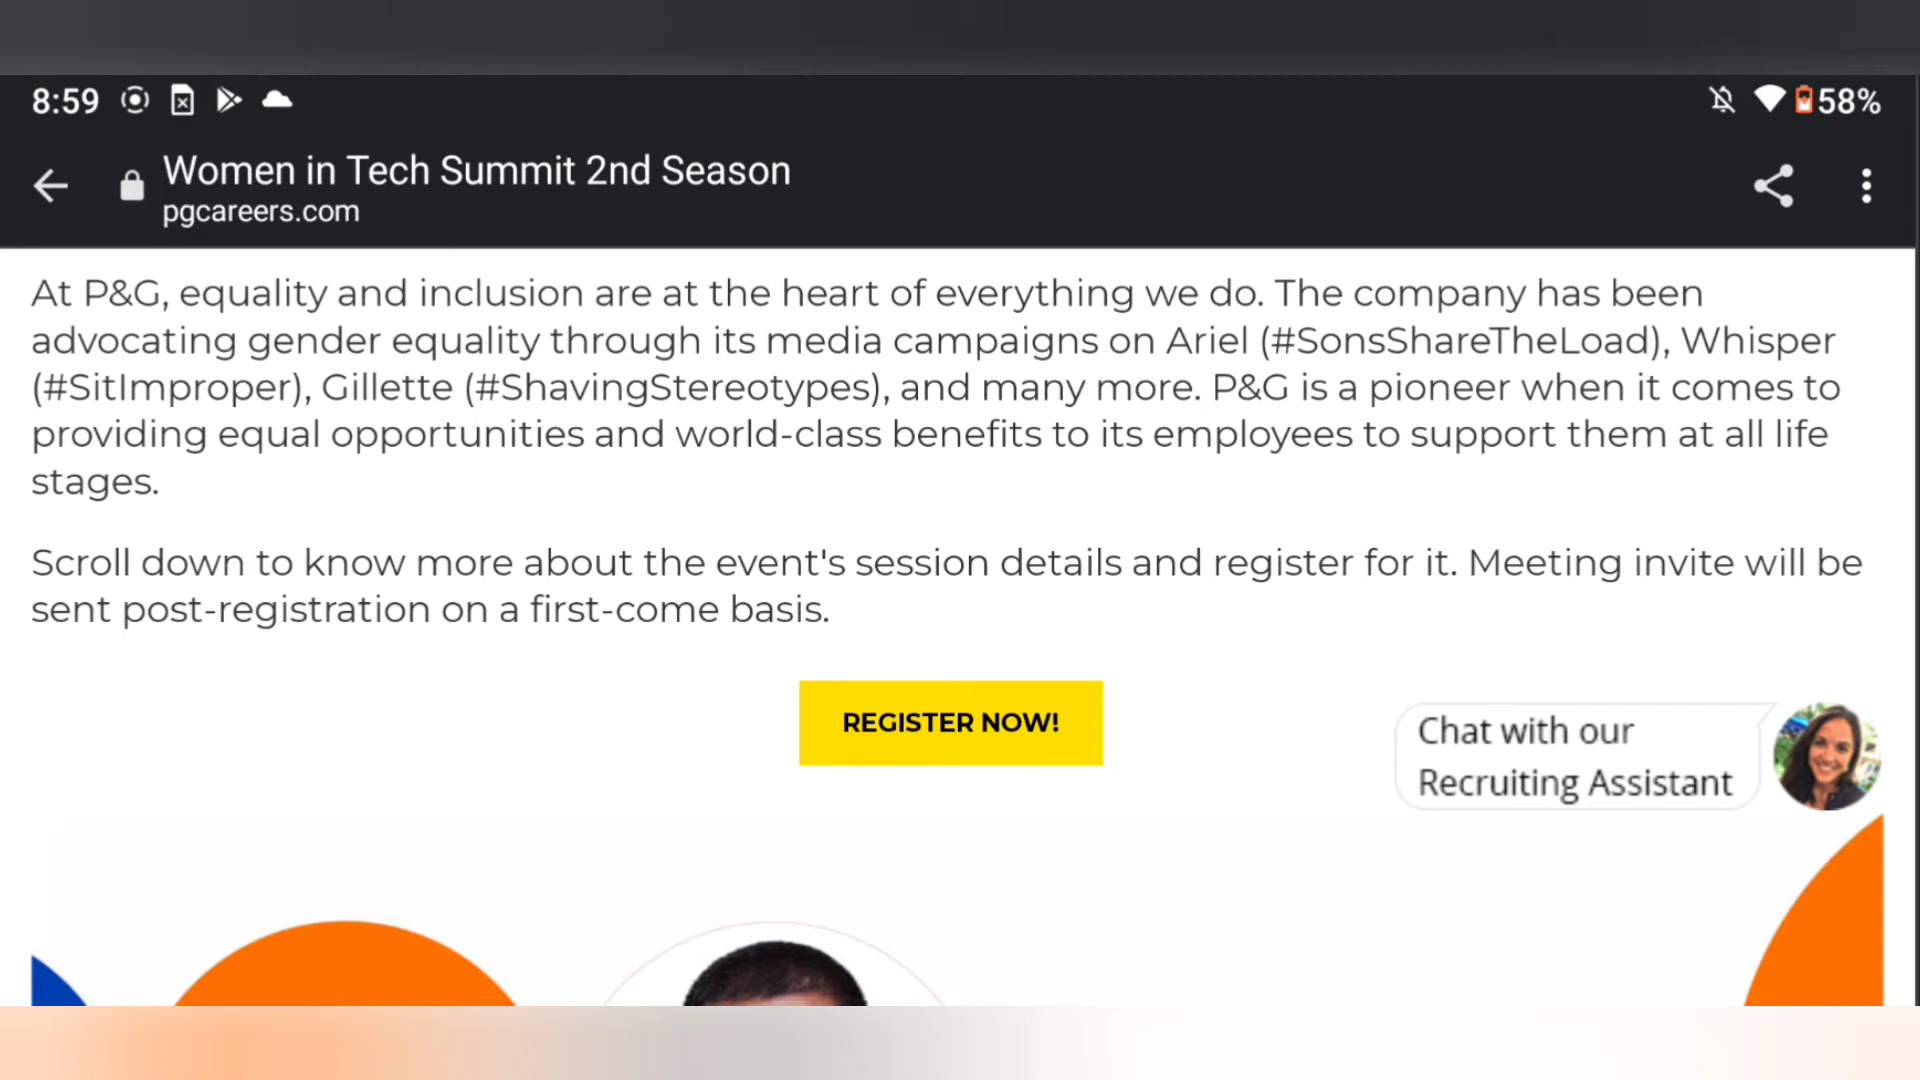 8:59
58%
Women in Tech Summit 2nd Season
pgcareers.com
At P&G, equality and inclusion are at the heart of everything we do. The company has been
advocating gender equality through its media campaigns on Ariel (#SonsShareTheLoad), Whisper
(#SitImproper), Gillette (#ShavingStereotypes), and many more. P&G is a pioneer when it comes to
providing equal opportunities and world-class benefits to its employees to support them at all life
stages.
Scroll down to know more about the event's session details and register for it. Meeting invite will be
sent post-registration on a first-come basis.
REGISTER NOW!
Chat with our
Recruiting Assistant